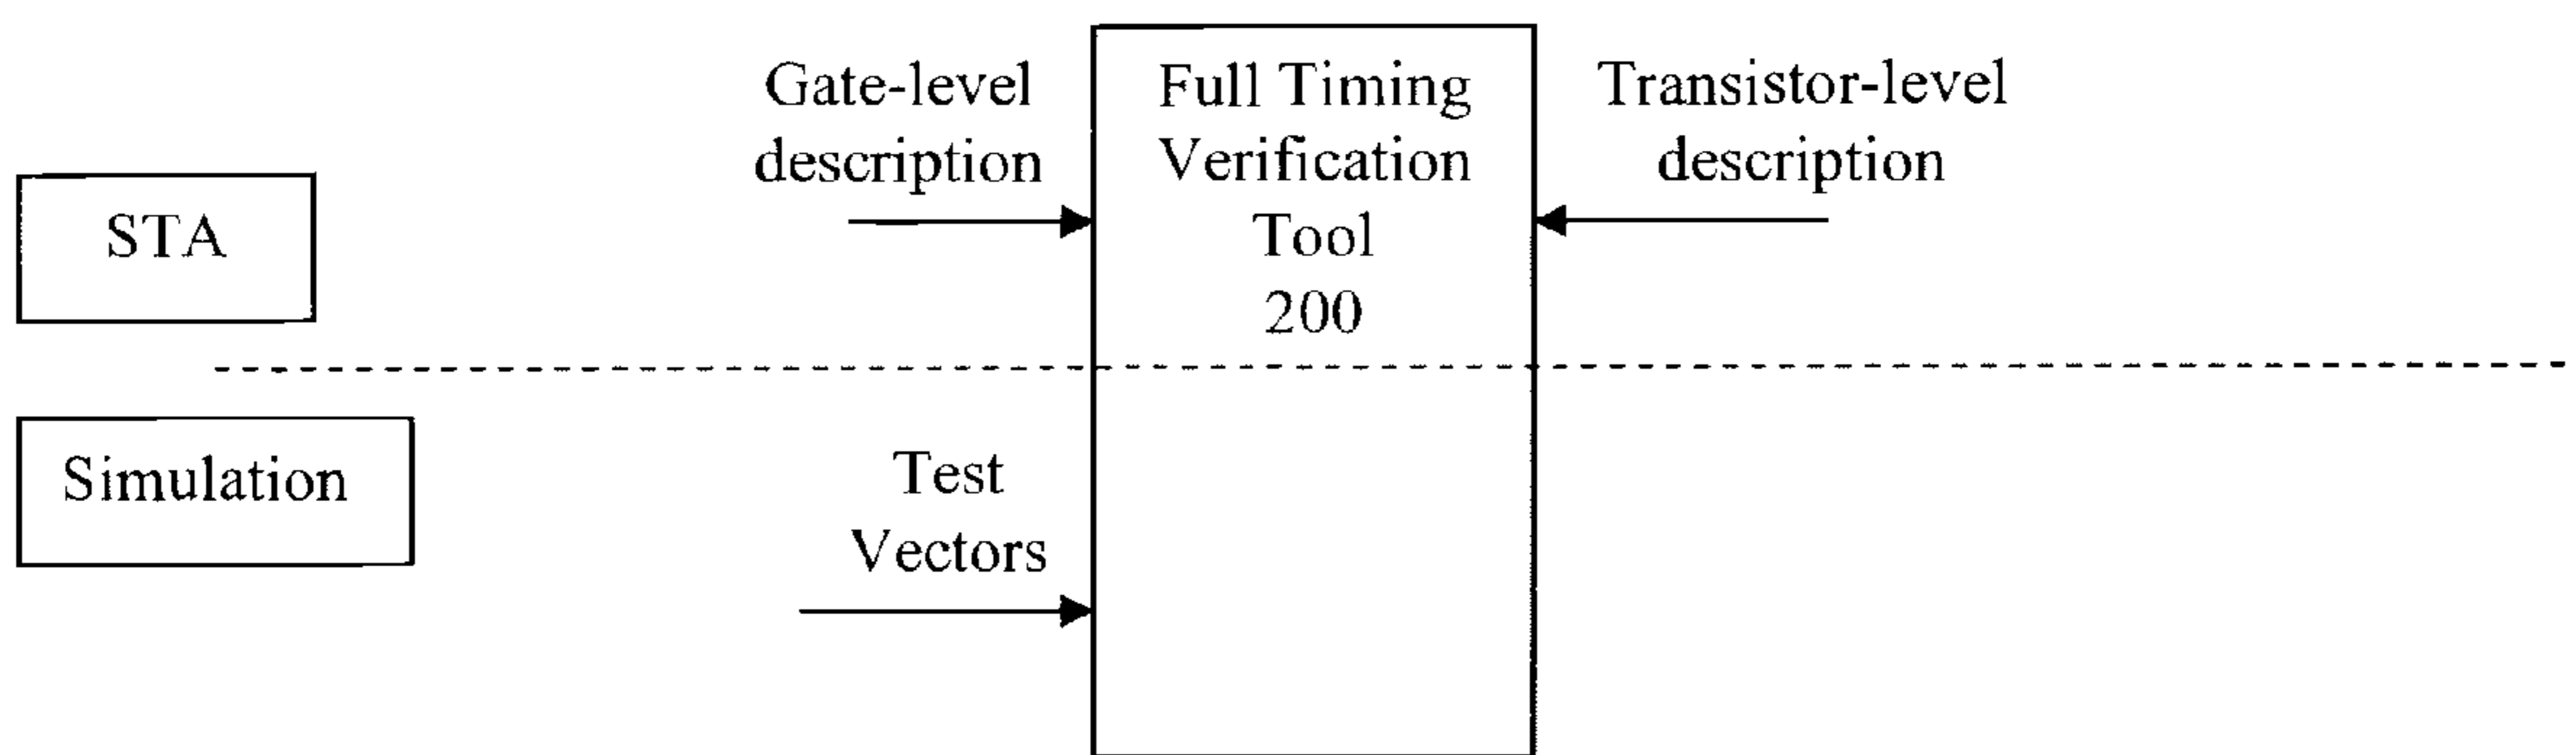 Gate-level
description
Full Timing
Verification
Tool
200
Transistor-level
description
STA
Simulation
Test
Vectors